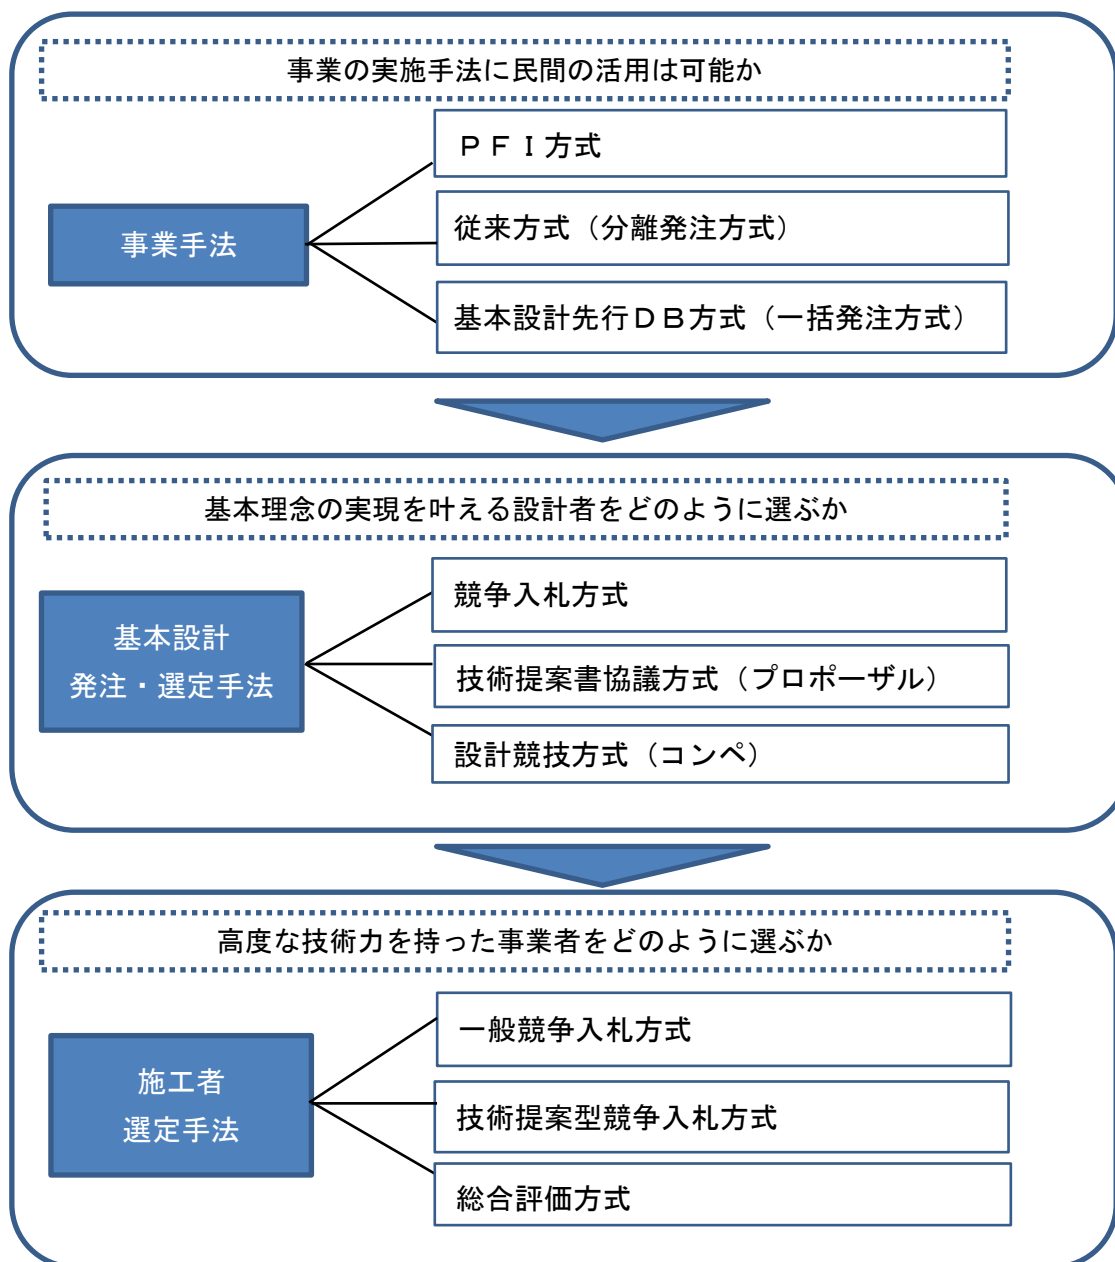 事業の実施手法に民間の活用は可能か
ＰＦＩ方式
従来方式（分離発注方式）
事業手法
基本設計先行ＤＢ方式（一括発注方式）
基本理念の実現を叶える設計者をどのように選ぶか
競争入札方式
基本設計
発注・選定手法
技術提案書協議方式（プロポーザル）
設計競技方式（コンペ）
高度な技術力を持った事業者をどのように選ぶか
一般競争入札方式
施工者
選定手法
技術提案型競争入札方式
総合評価方式